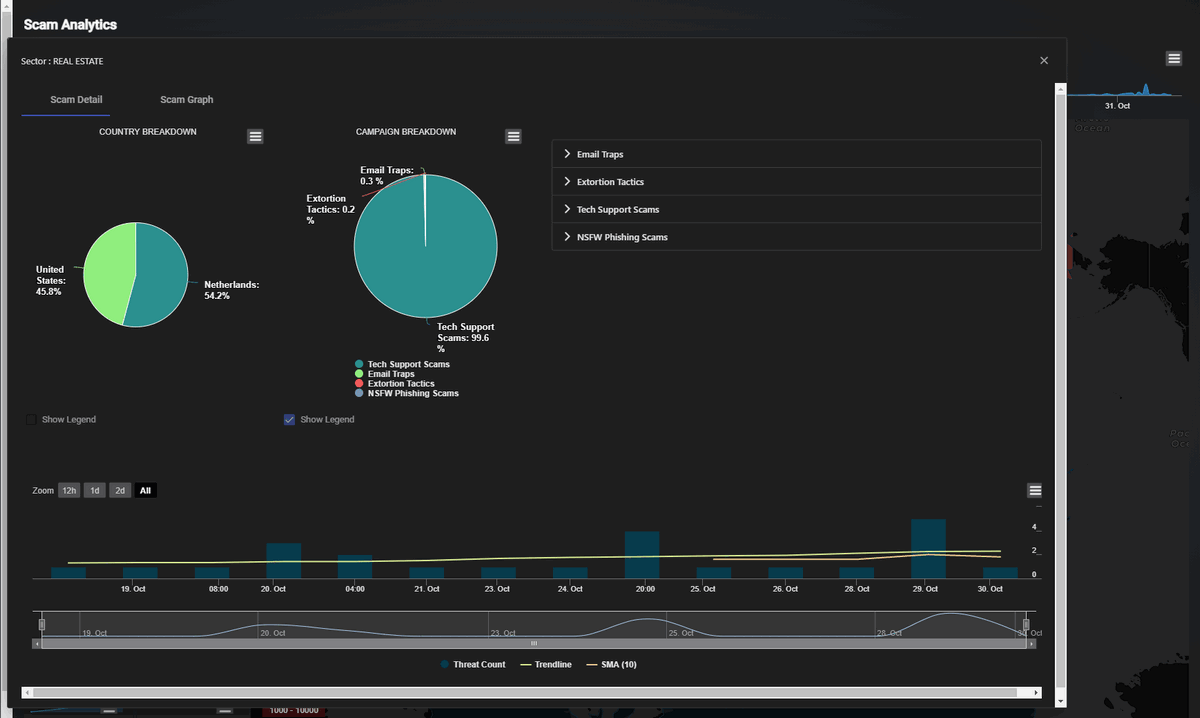 Scam Analytics
Sector : REAL ESTATE
Scam Detail
Scam Graph
31. Oct
Ocean
COUNTRY BREAKDOWN
CAMPAIGN BREAKDOWN
Email Traps:
0.3 %
Extortion
Tactics: 0.2
%
United
States:
45.8%
Netherlands:
54.2%
Tech Support
Scams: 99.6
%
Tech Support Scams
Email Traps
Extortion Tactics
NSFW Phishing Scams
Email Traps
Extortion Tactics
Tech Support Scams
NSFW Phishing Scams
Show Legend
Show Legend
Zoom 12h 1d 2d All
4
2
0
19. Oct 08:00 20. Oct 04:00 21. Oct 23. Oct 24. Oct 20:00 25. Oct 26. Oct 28. Oct 29. Oct 30. Oct
19. Oct 20. Oct 23. Oct 25. Oct 28. Oct Oct
Threat Count Trendline SMA (10)
1000 - 10000